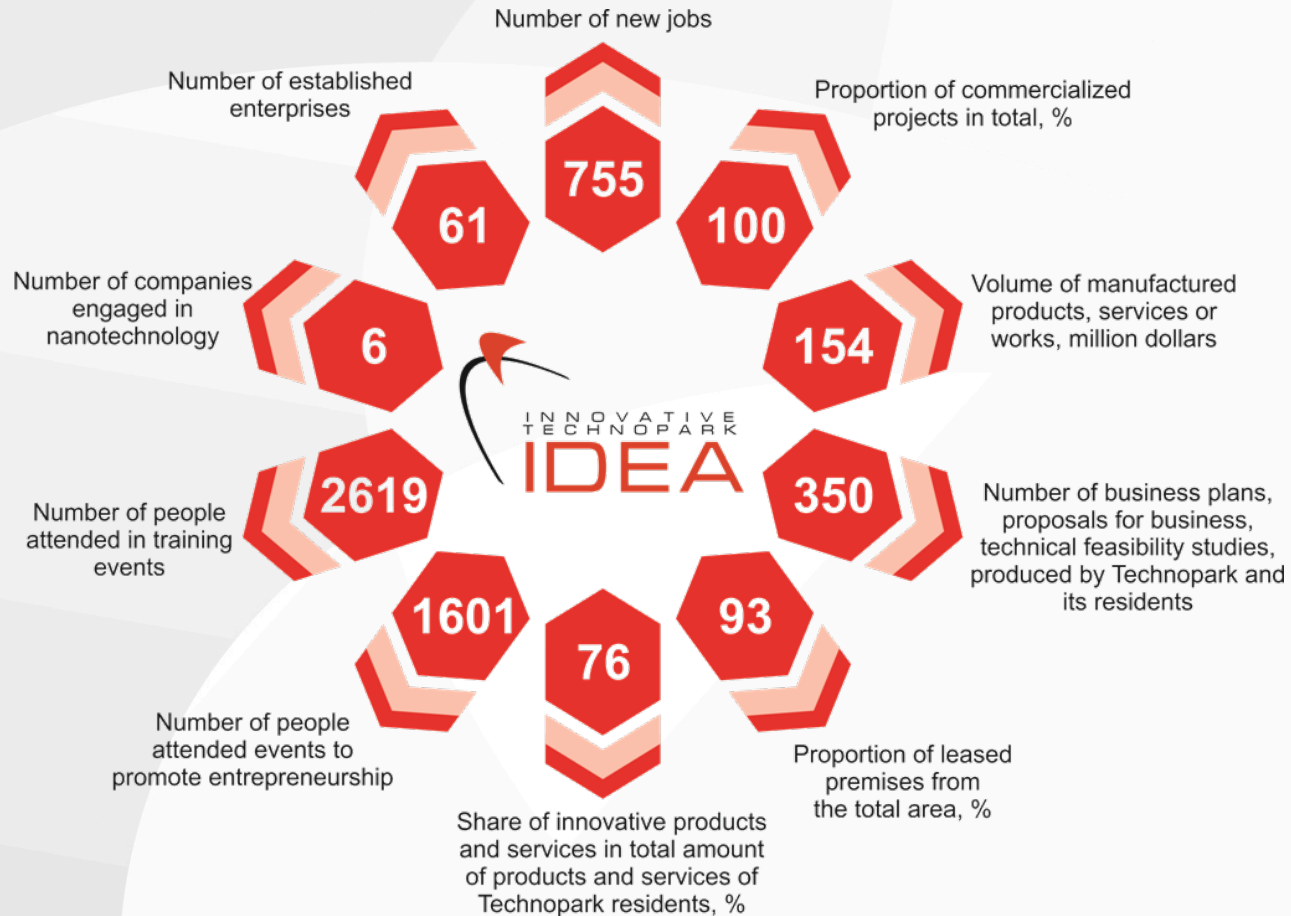 Number of new jobs
755
Proportion of commercialized
projects in total, %
100
Volume of manufactured
products, services or
works, million dollars
154
Number of business plans,
proposals for business,
technical feasibility studies,
produced by Technopark and
its residents
350
Proportion of leased
premises from
the total area, %
93
Share of innovative products
and services in total amount
of products and services of
Technopark residents, %
76
Number of people
attended events to
promote entrepreneurship
1601
Number of people
attended in training
events
2619
Number of companies
engaged in
nanotechnology
6
Number of established
enterprises
61
INNOVATIVE
TECHNOPARK
IDEA